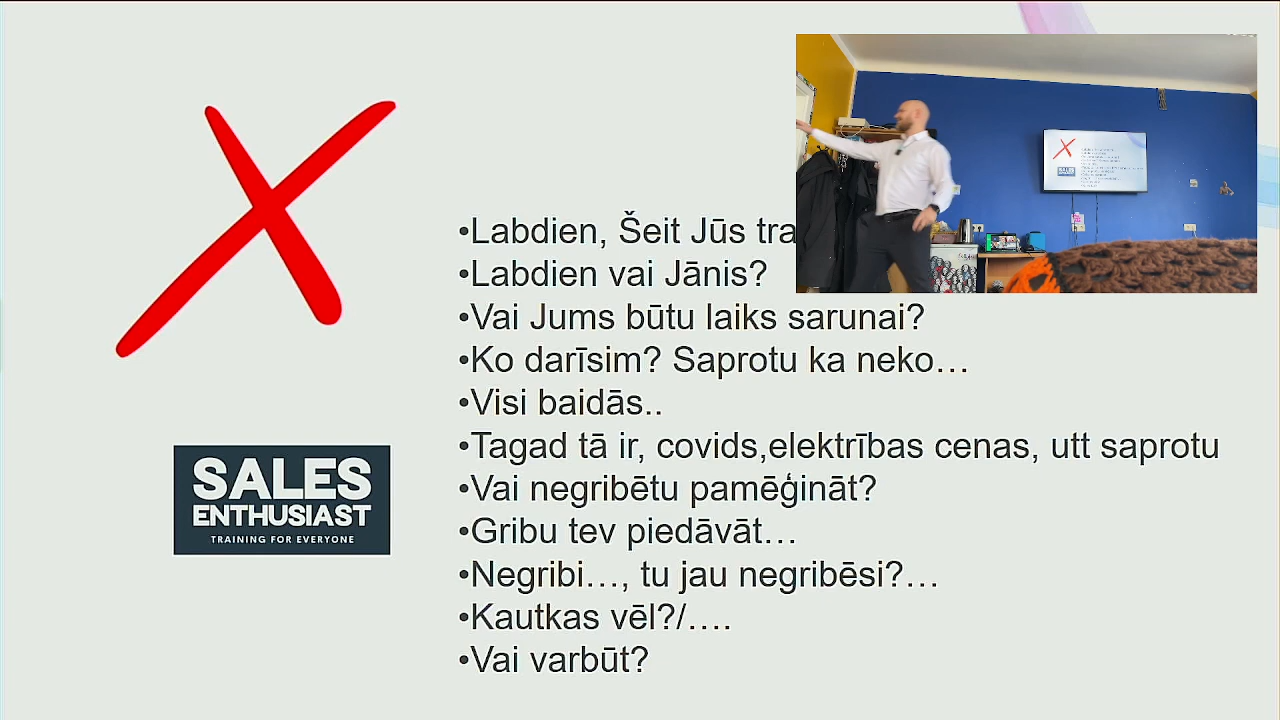 •Labdien, Šeit Jūs
•Labdien vai Jānis?
•Vai Jums būtu laiks sarunai?
•Ko darīsim? Saprotu ka neko…
•Visi baidās..
•Tagad tā ir, covids,elektrības cenas, utt saprotu
•Vai negribētu pamēģināt?
•Gribu tev piedāvāt…
•Negribi…, tu jau negribēsi?…
•Kautkas vēl?/….
•Vai varbūt?
SALES
ENTHUSIAST
TRAINING FOR EVERYONE